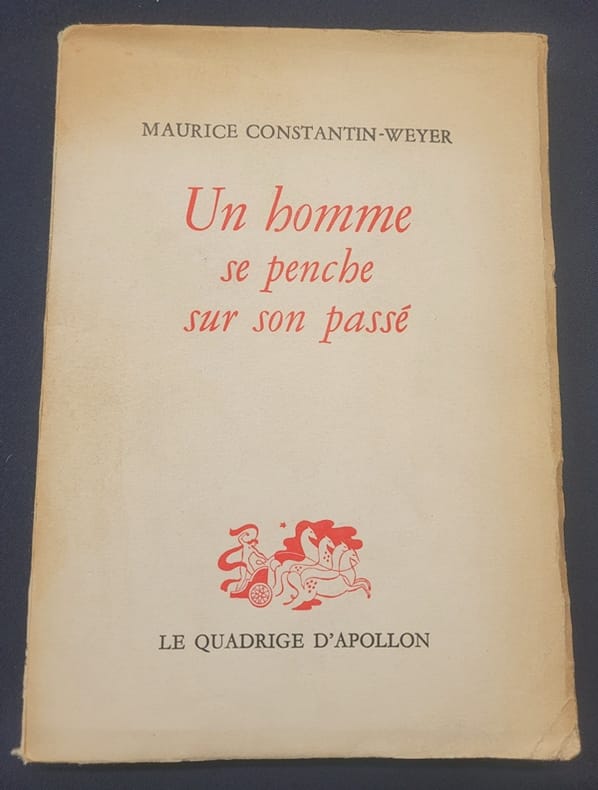 MAURICE CONSTANTIN-WEYER
Un homme
se penche
sur son passé
LE QUADRIGE D'APOLLON